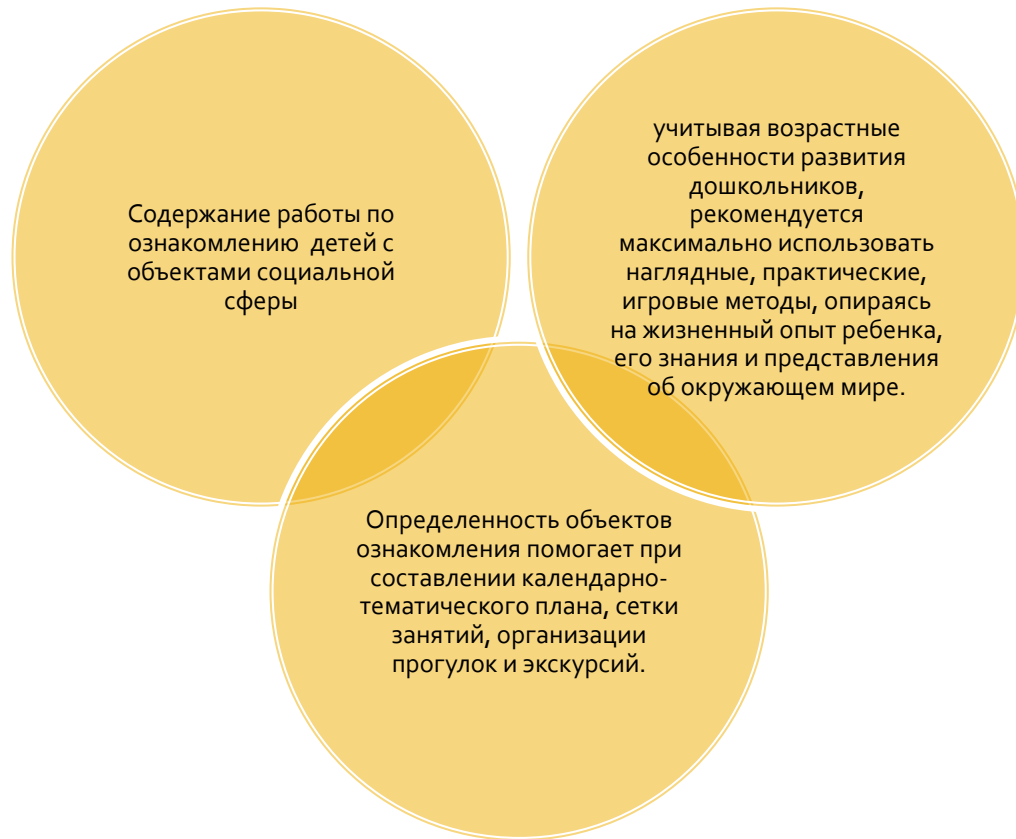 Содержание работы по
ознакомлению детей с
объектами социальной
сферы
учитывая возрастные
особенности развития
дошкольников,
рекомендуется
максимально использовать
наглядные, практические,
игровые методы, опираясь
на жизненный опыт ребенка,
его знания и представления
об окружающем мире.
Определенность объектов
ознакомления помогает при
составлении календарно-
тематического плана, сетки
занятий, организации
прогулок и экскурсий.